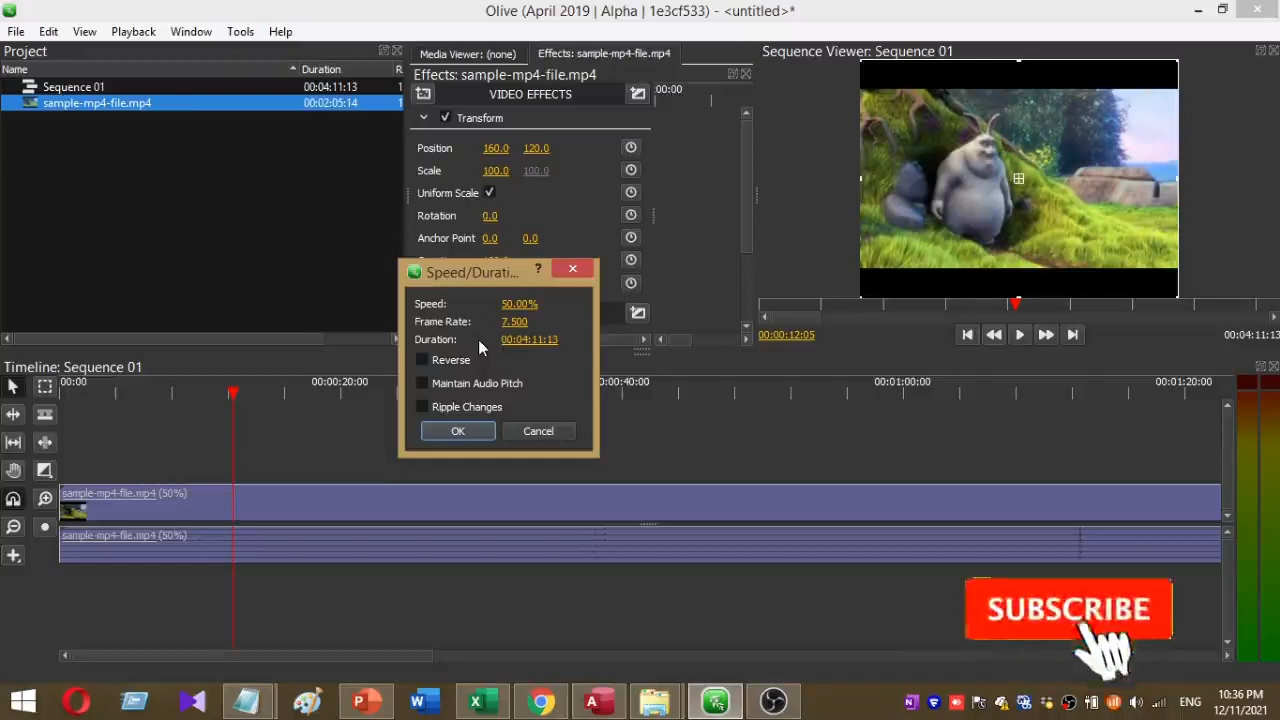 Olive (April 2019 | Alpha | 1e3cf533) - <untitled>*
File Edit View Playback Window Tools Help
Project
Name Duration R
Sequence 01 00:04:11:13 1
sample-mp4-file.mp4 00:02:05:14 1
Media Viewer: (none) Effects: sample-mp4-file.mp4
Effects: sample-mp4-file.mp4
VIDEO EFFECTS
:00:00
Transform
Position 160.0 120.0
Scale 100.0 100.0
Uniform Scale
Rotation 0.0
Anchor Point 0.0 0.0
Sequence Viewer: Sequence 01
00:00:12:05
00:04:11:13
Speed/Durati... ?
Speed: 50.00%
Frame Rate: 7.500
Duration: 00:04:11:13
Reverse
Maintain Audio Pitch
Ripple Changes
OK Cancel
Timeline: Sequence 01
00:00 00:00:20:00 00:00:40:00 00:01:00:00 00:01:20:00
sample-mp4-file.mp4 (50%)
sample-mp4-file.mp4 (50%)
SUBSCRIBE
ENG
10:36 PM
12/11/2021